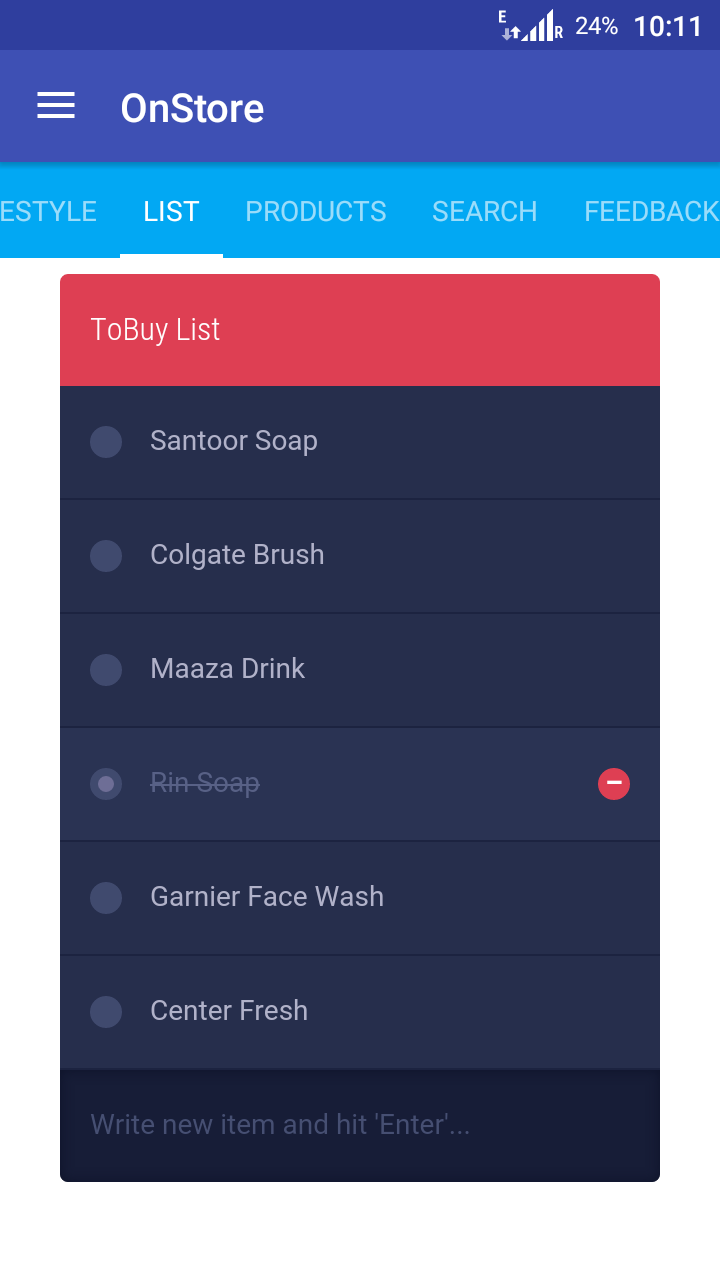 E R 24% 10:11
OnStore
ESTYLE LIST PRODUCTS SEARCH FEEDBACK
ToBuy List
Santoor Soap
Colgate Brush
Maaza Drink
Rin Soap
Garnier Face Wash
Center Fresh
Write new item and hit 'Enter'...